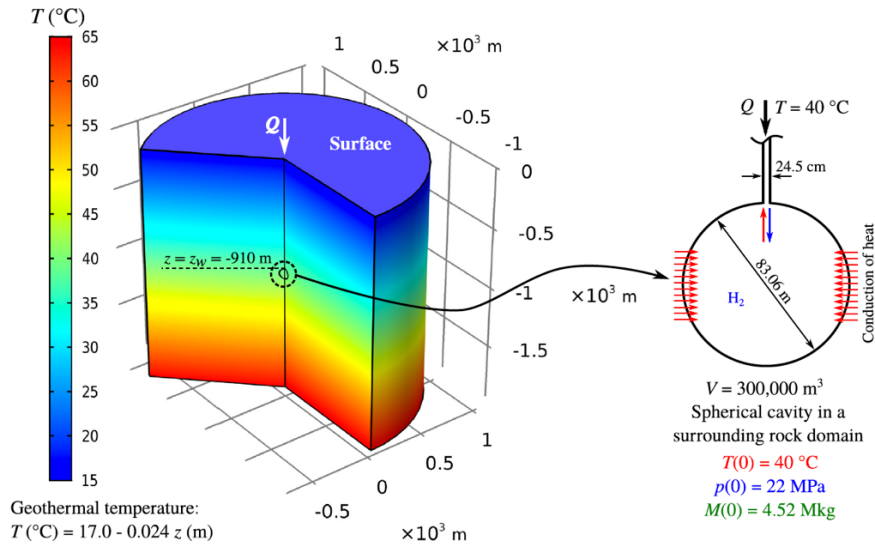 T (°C)
65
60
55
50
45
40
35
30
25
20
15
1
×10³ m
0.5
0
-0.5
-1
0
-0.5
-1
×10³ m
-1.5
1
0.5
0
-0.5
×10³ m
Q
Surface
z = z_W = -910 m
Geothermal temperature:
T (°C) = 17.0 - 0.024 z (m)
Q T = 40 °C
24.5 cm
83.06 m
H₂
Conduction of heat
V = 300,000 m³
Spherical cavity in a
surrounding rock domain
T(0) = 40 °C
p(0) = 22 MPa
M(0) = 4.52 Mkg